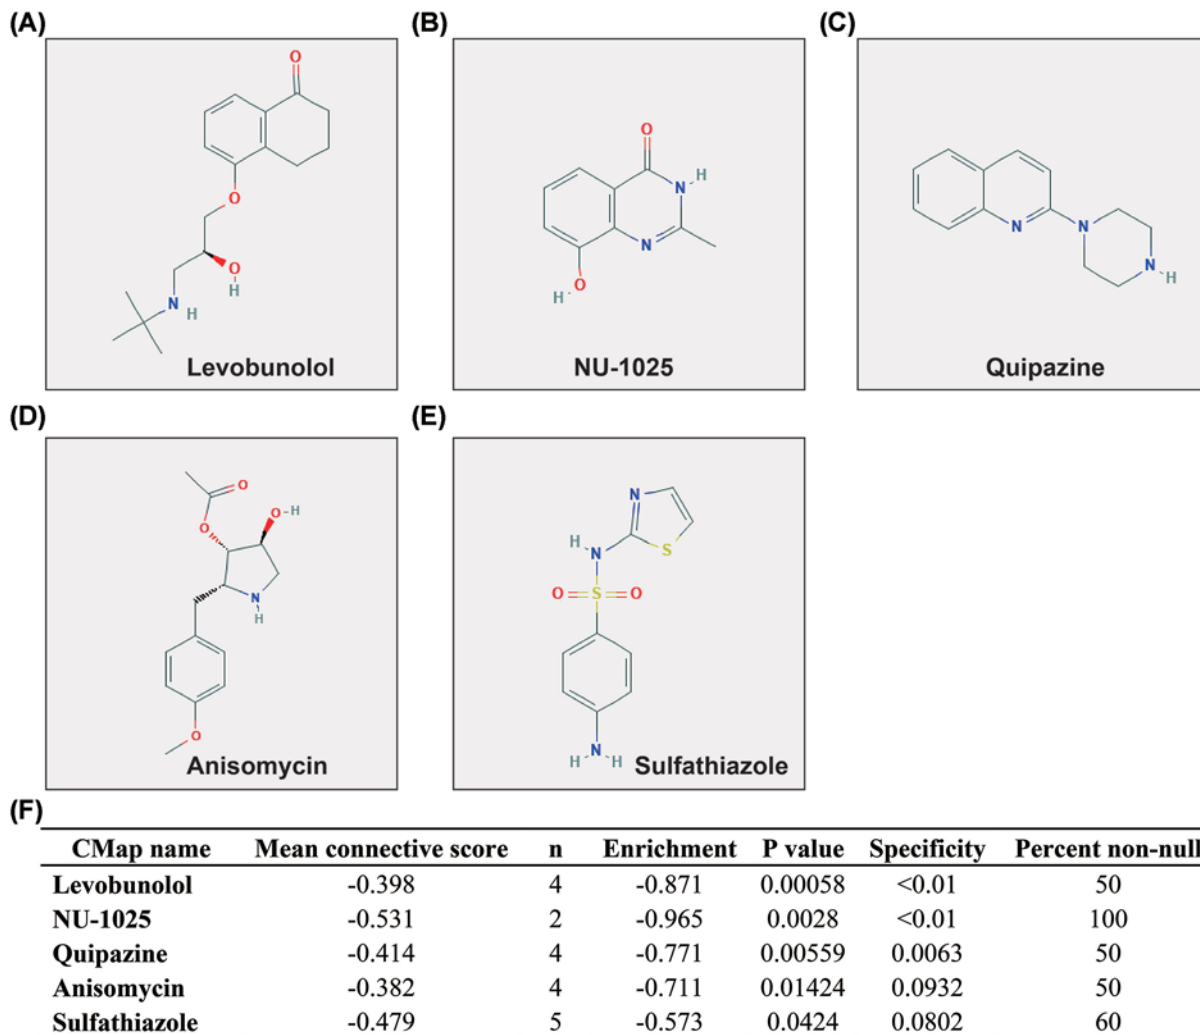 (A)
(B)
(C)
O
O
O
H
N
H
Levobunolol
O
N
H
N
O
H
NU-1025
N
N
N
H
Quipazine
(D)
(E)
O
O
O
H
N
H
O
Anisomycin
N
S
H
N
O
S
O
N
H
H
Sulfathiazole
(F)
CMap name Mean connective score n Enrichment P value Specificity Percent non-null
Levobunolol -0.398 4 -0.871 0.00058 <0.01 50
NU-1025 -0.531 2 -0.965 0.0028 <0.01 100
Quipazine -0.414 4 -0.771 0.00559 0.0063 50
Anisomycin -0.382 4 -0.711 0.01424 0.0932 50
Sulfathiazole -0.479 5 -0.573 0.0424 0.0802 60